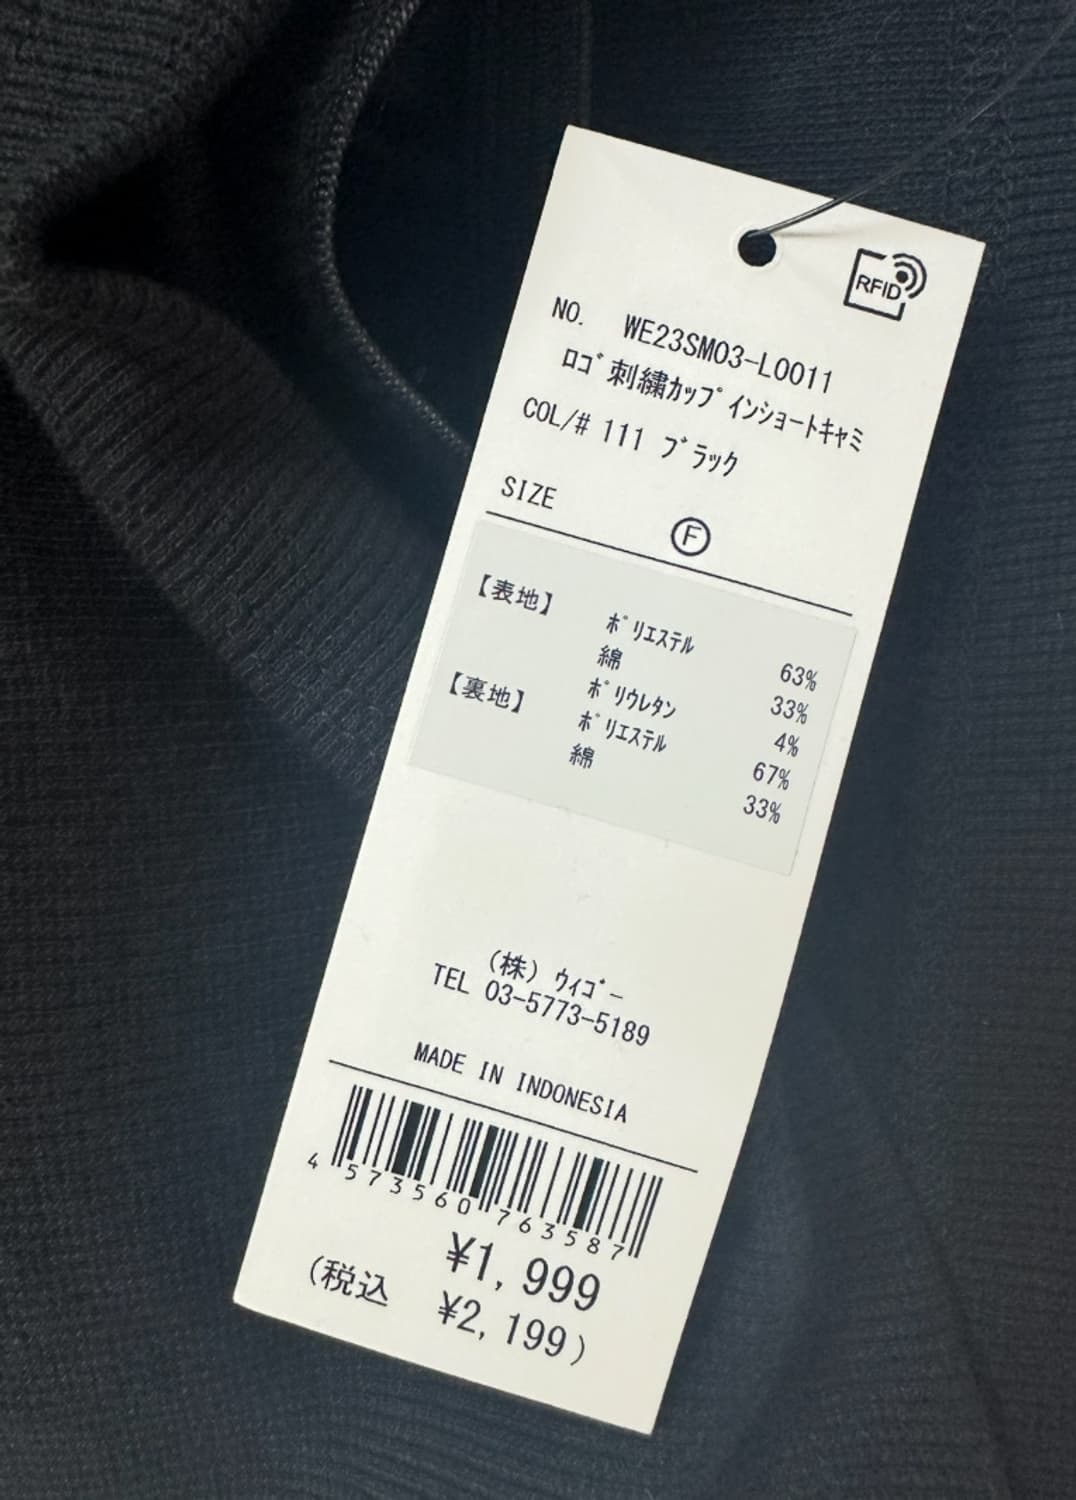 RFID
NO. WE23SM03-L0011
ﾛｺﾞ刺繍ｶｯﾌﾟｲﾝｼｮｰﾄｷｬﾐ
COL/# 111 ﾌﾞﾗｯｸ
SIZE
Ⓕ
【表地】
ﾎﾟﾘｴｽﾃﾙ 63%
綿 33%
ﾎﾟﾘｳﾚﾀﾝ 4%
【裏地】
ﾎﾟﾘｴｽﾃﾙ 67%
綿 33%
(株) ｳｨｺﾞｰ
TEL 03-5773-5189
MADE IN INDONESIA
4 573560 763587
¥1,999
(税込 ¥2,199)